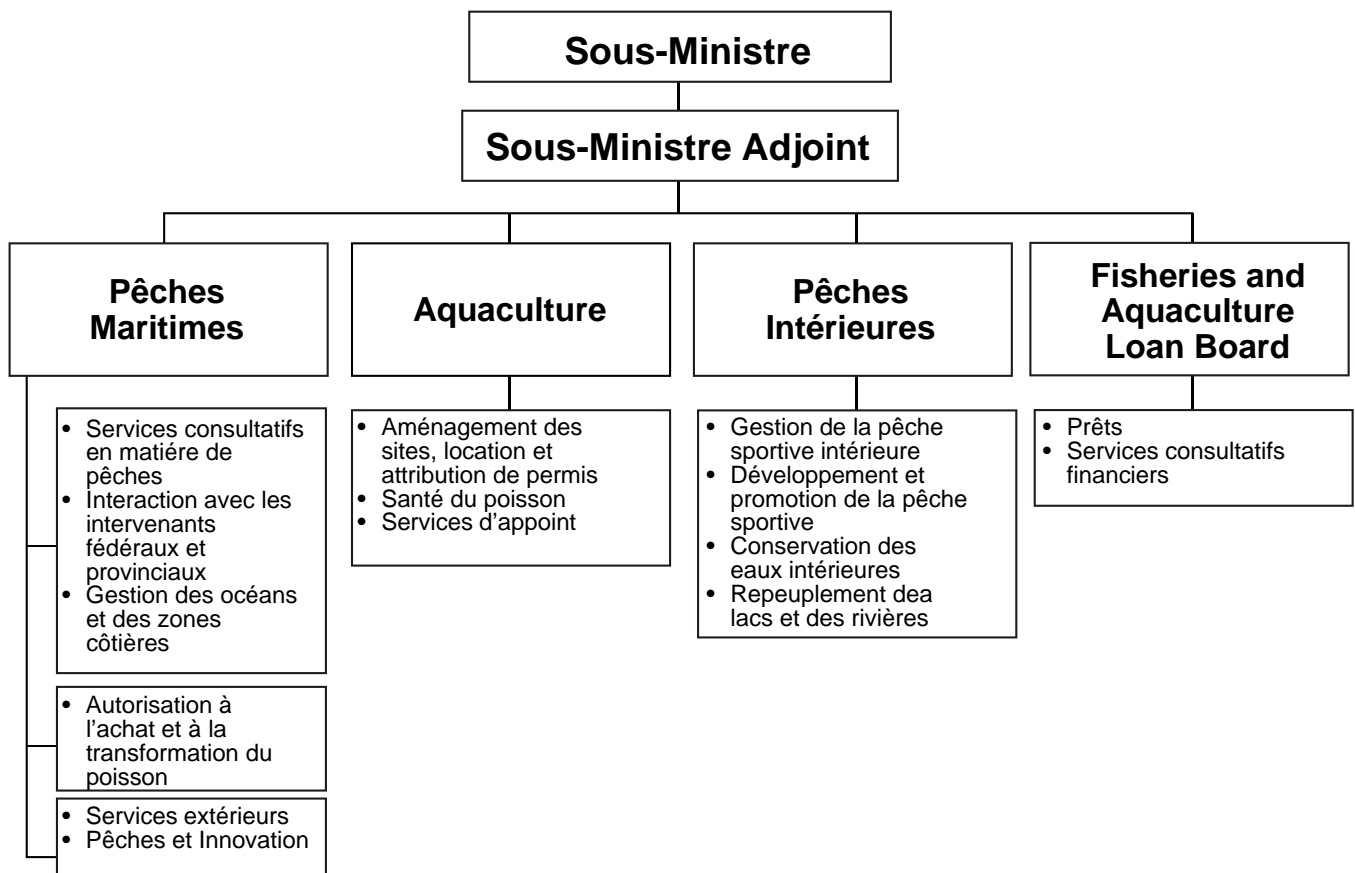 Sous-Ministre
Sous-Ministre Adjoint
Pêches
Maritimes
Aquaculture
Pêches
Intérieures
Fisheries and
Aquaculture
Loan Board
• Services consultatifs
en matiére de
pêches
• Interaction avec les
intervenants
fédéraux et
provinciaux
• Gestion des océans
et des zones
côtières
• Autorisation à
l'achat et à la
transformation du
poisson
• Services extérieurs
• Pêches et Innovation
• Aménagement des
sites, location et
attribution de permis
• Santé du poisson
• Services d'appoint
• Gestion de la pêche
sportive intérieure
• Développement et
promotion de la pêche
sportive
• Conservation des
eaux intérieures
• Repeuplement dea
lacs et des rivières
• Prêts
• Services consultatifs
financiers